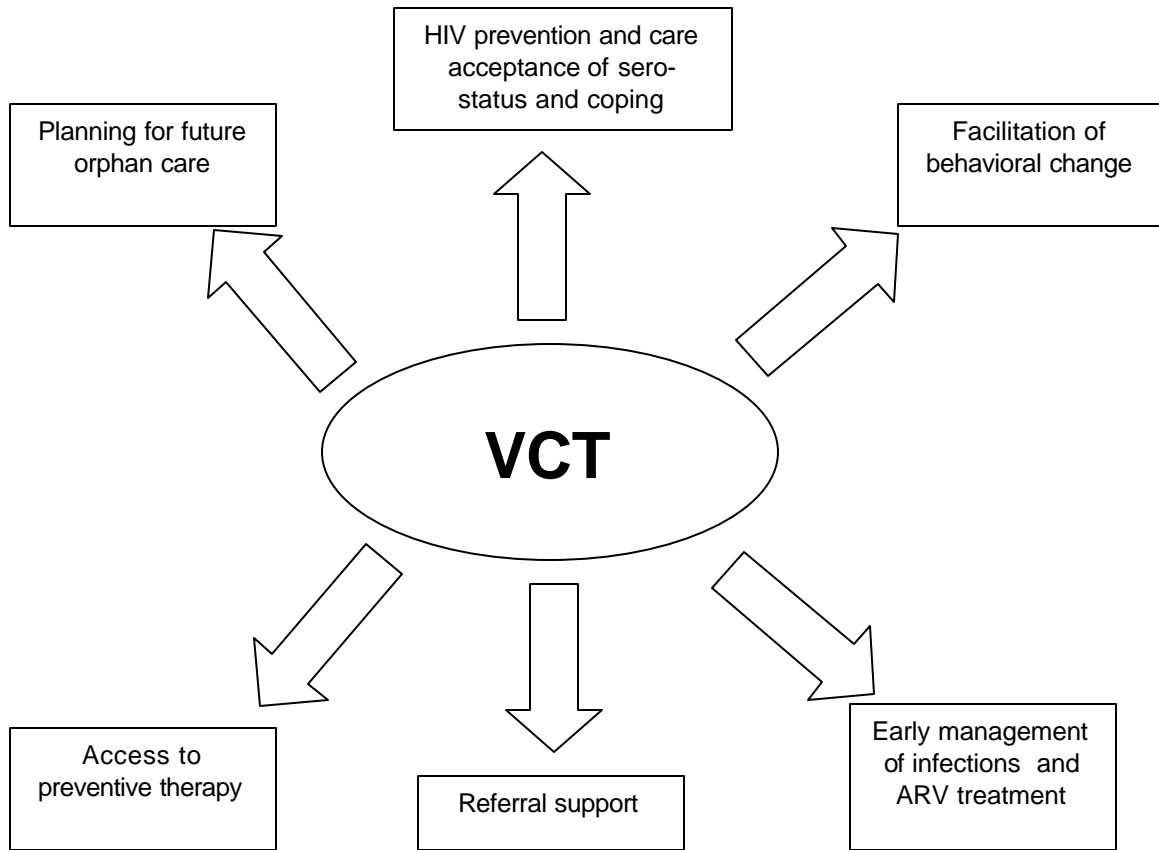 HIV prevention and care
acceptance of sero-
status and coping
Planning for future
orphan care
Facilitation of
behavioral change
VCT
Access to
preventive therapy
Referral support
Early management
of infections and
ARV treatment